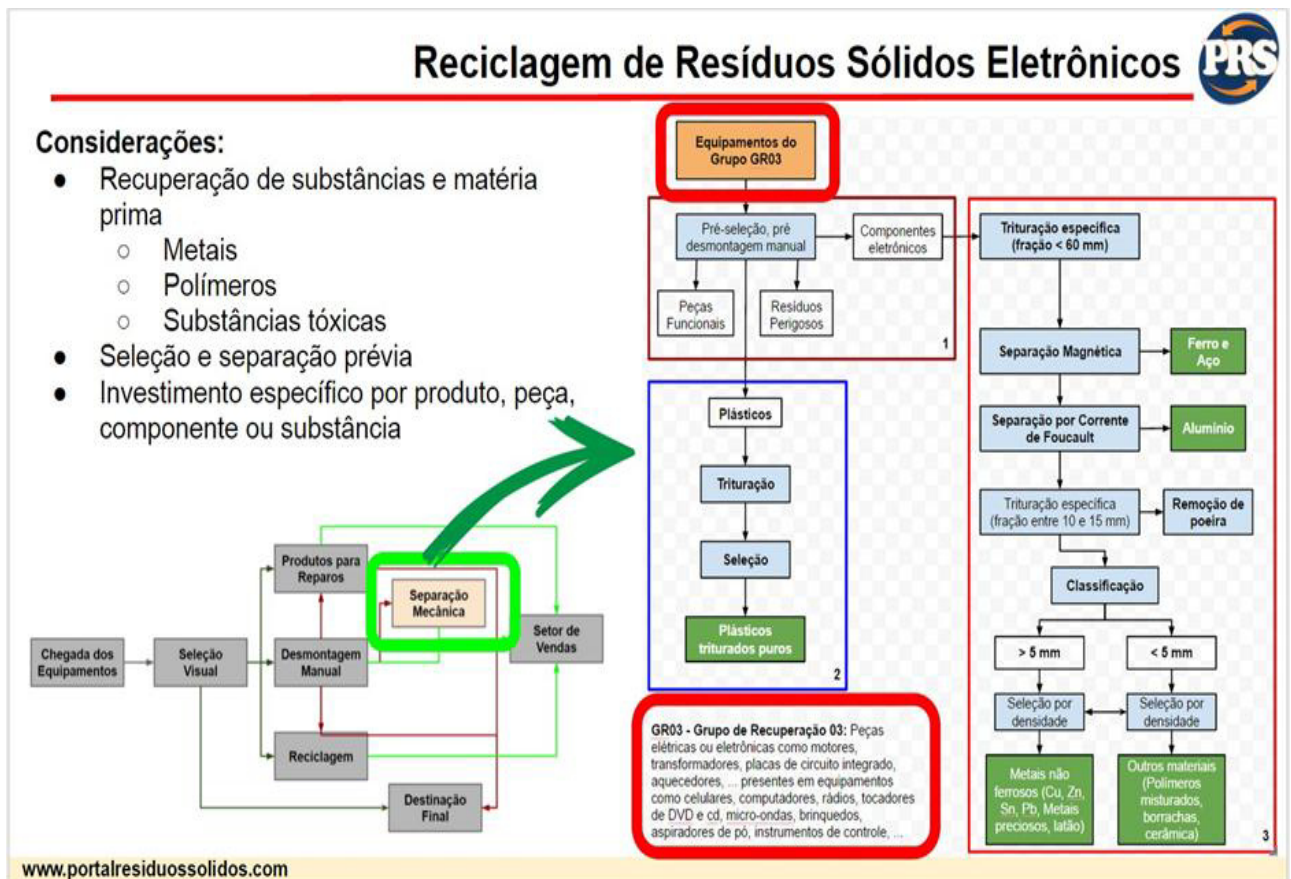 Reciclagem de Resíduos Sólidos Eletrônicos
PRS
Considerações:
● Recuperação de substâncias e matéria
prima
○ Metais
○ Polímeros
○ Substâncias tóxicas
● Seleção e separação prévia
● Investimento específico por produto, peça,
componente ou substância
Chegada dos
Equipamentos
Seleção
Visual
Produtos para
Reparos
Desmontagem
Manual
Reciclagem
Separação
Mecânica
Setor de
Vendas
Destinação
Final
Equipamentos do
Grupo GR03
Pré-seleção, pré
desmontagem manual
Componentes
eletrônicos
Peças
Funcionais
Resíduos
Perigosos
1
Plásticos
Trituração
Seleção
Plásticos
triturados puros
2
GR03 - Grupo de Recuperação 03: Peças
elétricas ou eletrônicas como motores,
transformadores, placas de circuito integrado,
aquecedores, ... presentes em equipamentos
como celulares, computadores, rádios, tocadores
de DVD e cd, micro-ondas, brinquedos,
aspiradores de pó, instrumentos de controle, ...
Trituração específica
(fração < 60 mm)
Separação Magnética
Ferro e
Aço
Separação por Corrente
de Foucault
Alumínio
Trituração específica
(fração entre 10 e 15 mm)
Remoção de
poeira
Classificação
> 5 mm
< 5 mm
Seleção por
densidade
Seleção por
densidade
Metais não
ferrosos (Cu, Zn,
Sn, Pb, Metais
preciosos, latão)
Outros materiais
(Polímeros
misturados,
borrachas,
cerâmica)
3
www.portalresiduossolidos.com